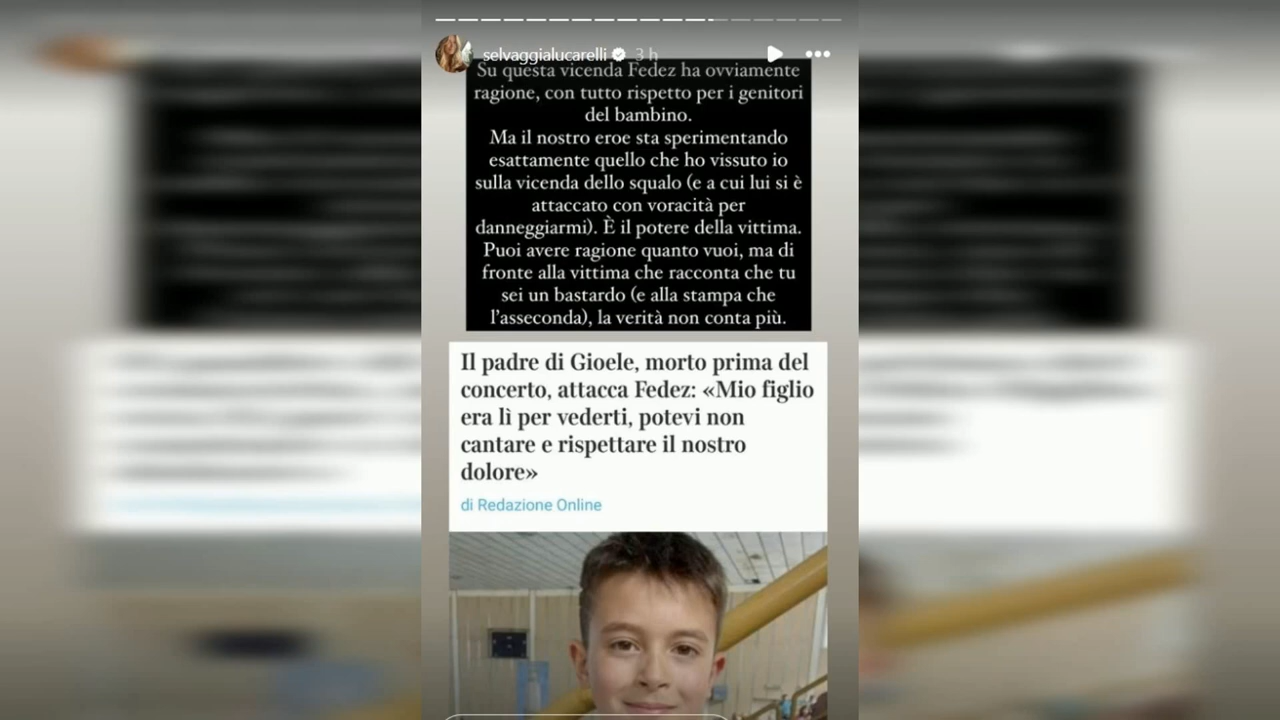 selvaggialucarelli 3 h
Su questa vicenda Fedez ha ovviamente
ragione, con tutto rispetto per i genitori
del bambino.
Ma il nostro eroe sta sperimentando
esattamente quello che ho vissuto io
sulla vicenda dello squalo (e a cui lui si è
attaccato con voracità per
danneggiarmi). È il potere della vittima.
Puoi avere ragione quanto vuoi, ma di
fronte alla vittima che racconta che tu
sei un bastardo (e alla stampa che
l'asseconda), la verità non conta più.
Il padre di Gioele, morto prima del
concerto, attacca Fedez: «Mio figlio
era lì per vederti, potevi non
cantare e rispettare il nostro
dolore»
di Redazione Online